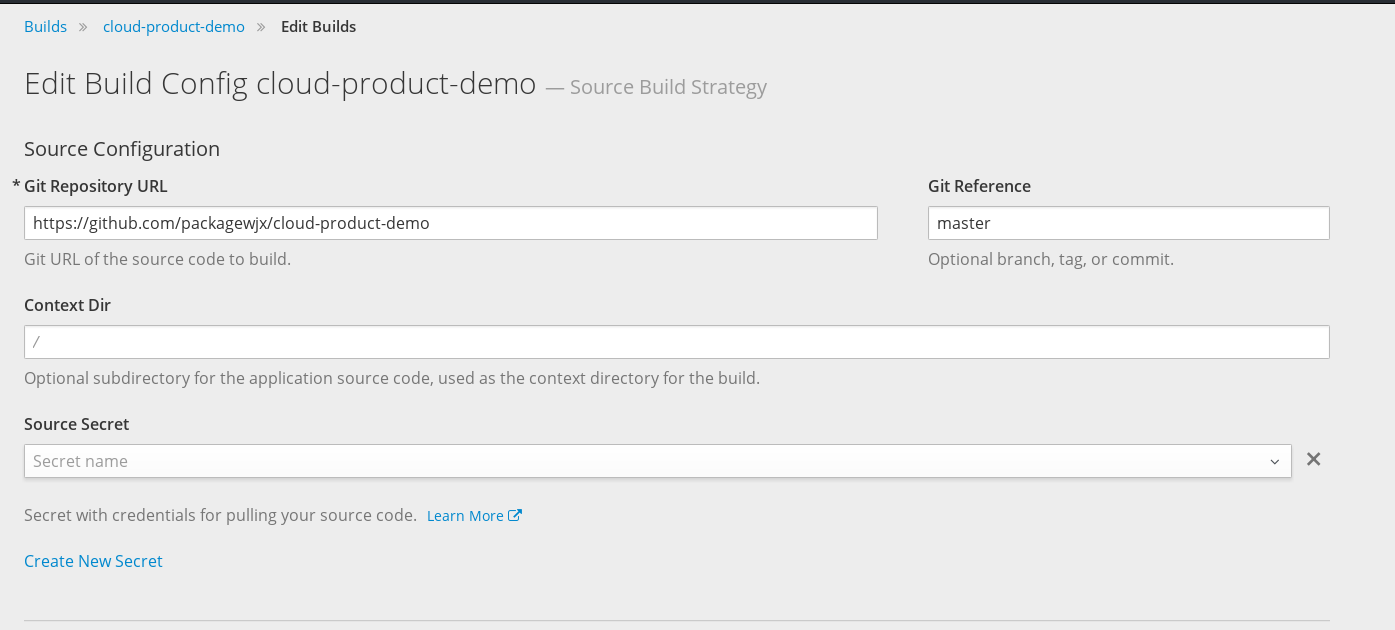 Builds » cloud-product-demo » Edit Builds
Edit Build Config cloud-product-demo — Source Build Strategy
Source Configuration
* Git Repository URL
Git Reference
https://github.com/packagewjx/cloud-product-demo
master
Git URL of the source code to build.
Optional branch, tag, or commit.
Context Dir
/
Optional subdirectory for the application source code, used as the context directory for the build.
Source Secret
Secret name
Secret with credentials for pulling your source code. Learn More
Create New Secret